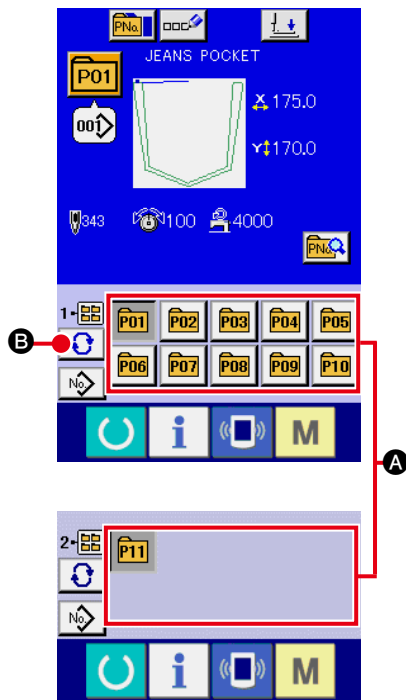 PNo.
JEANS POCKET
P01
001
X 175.0
Y 170.0
343 100 4000
PNo.
1-
P01 P02 P03 P04 P05
B
P06 P07 P08 P09 P10
No.
i M
A
2-
P11
No.
i M